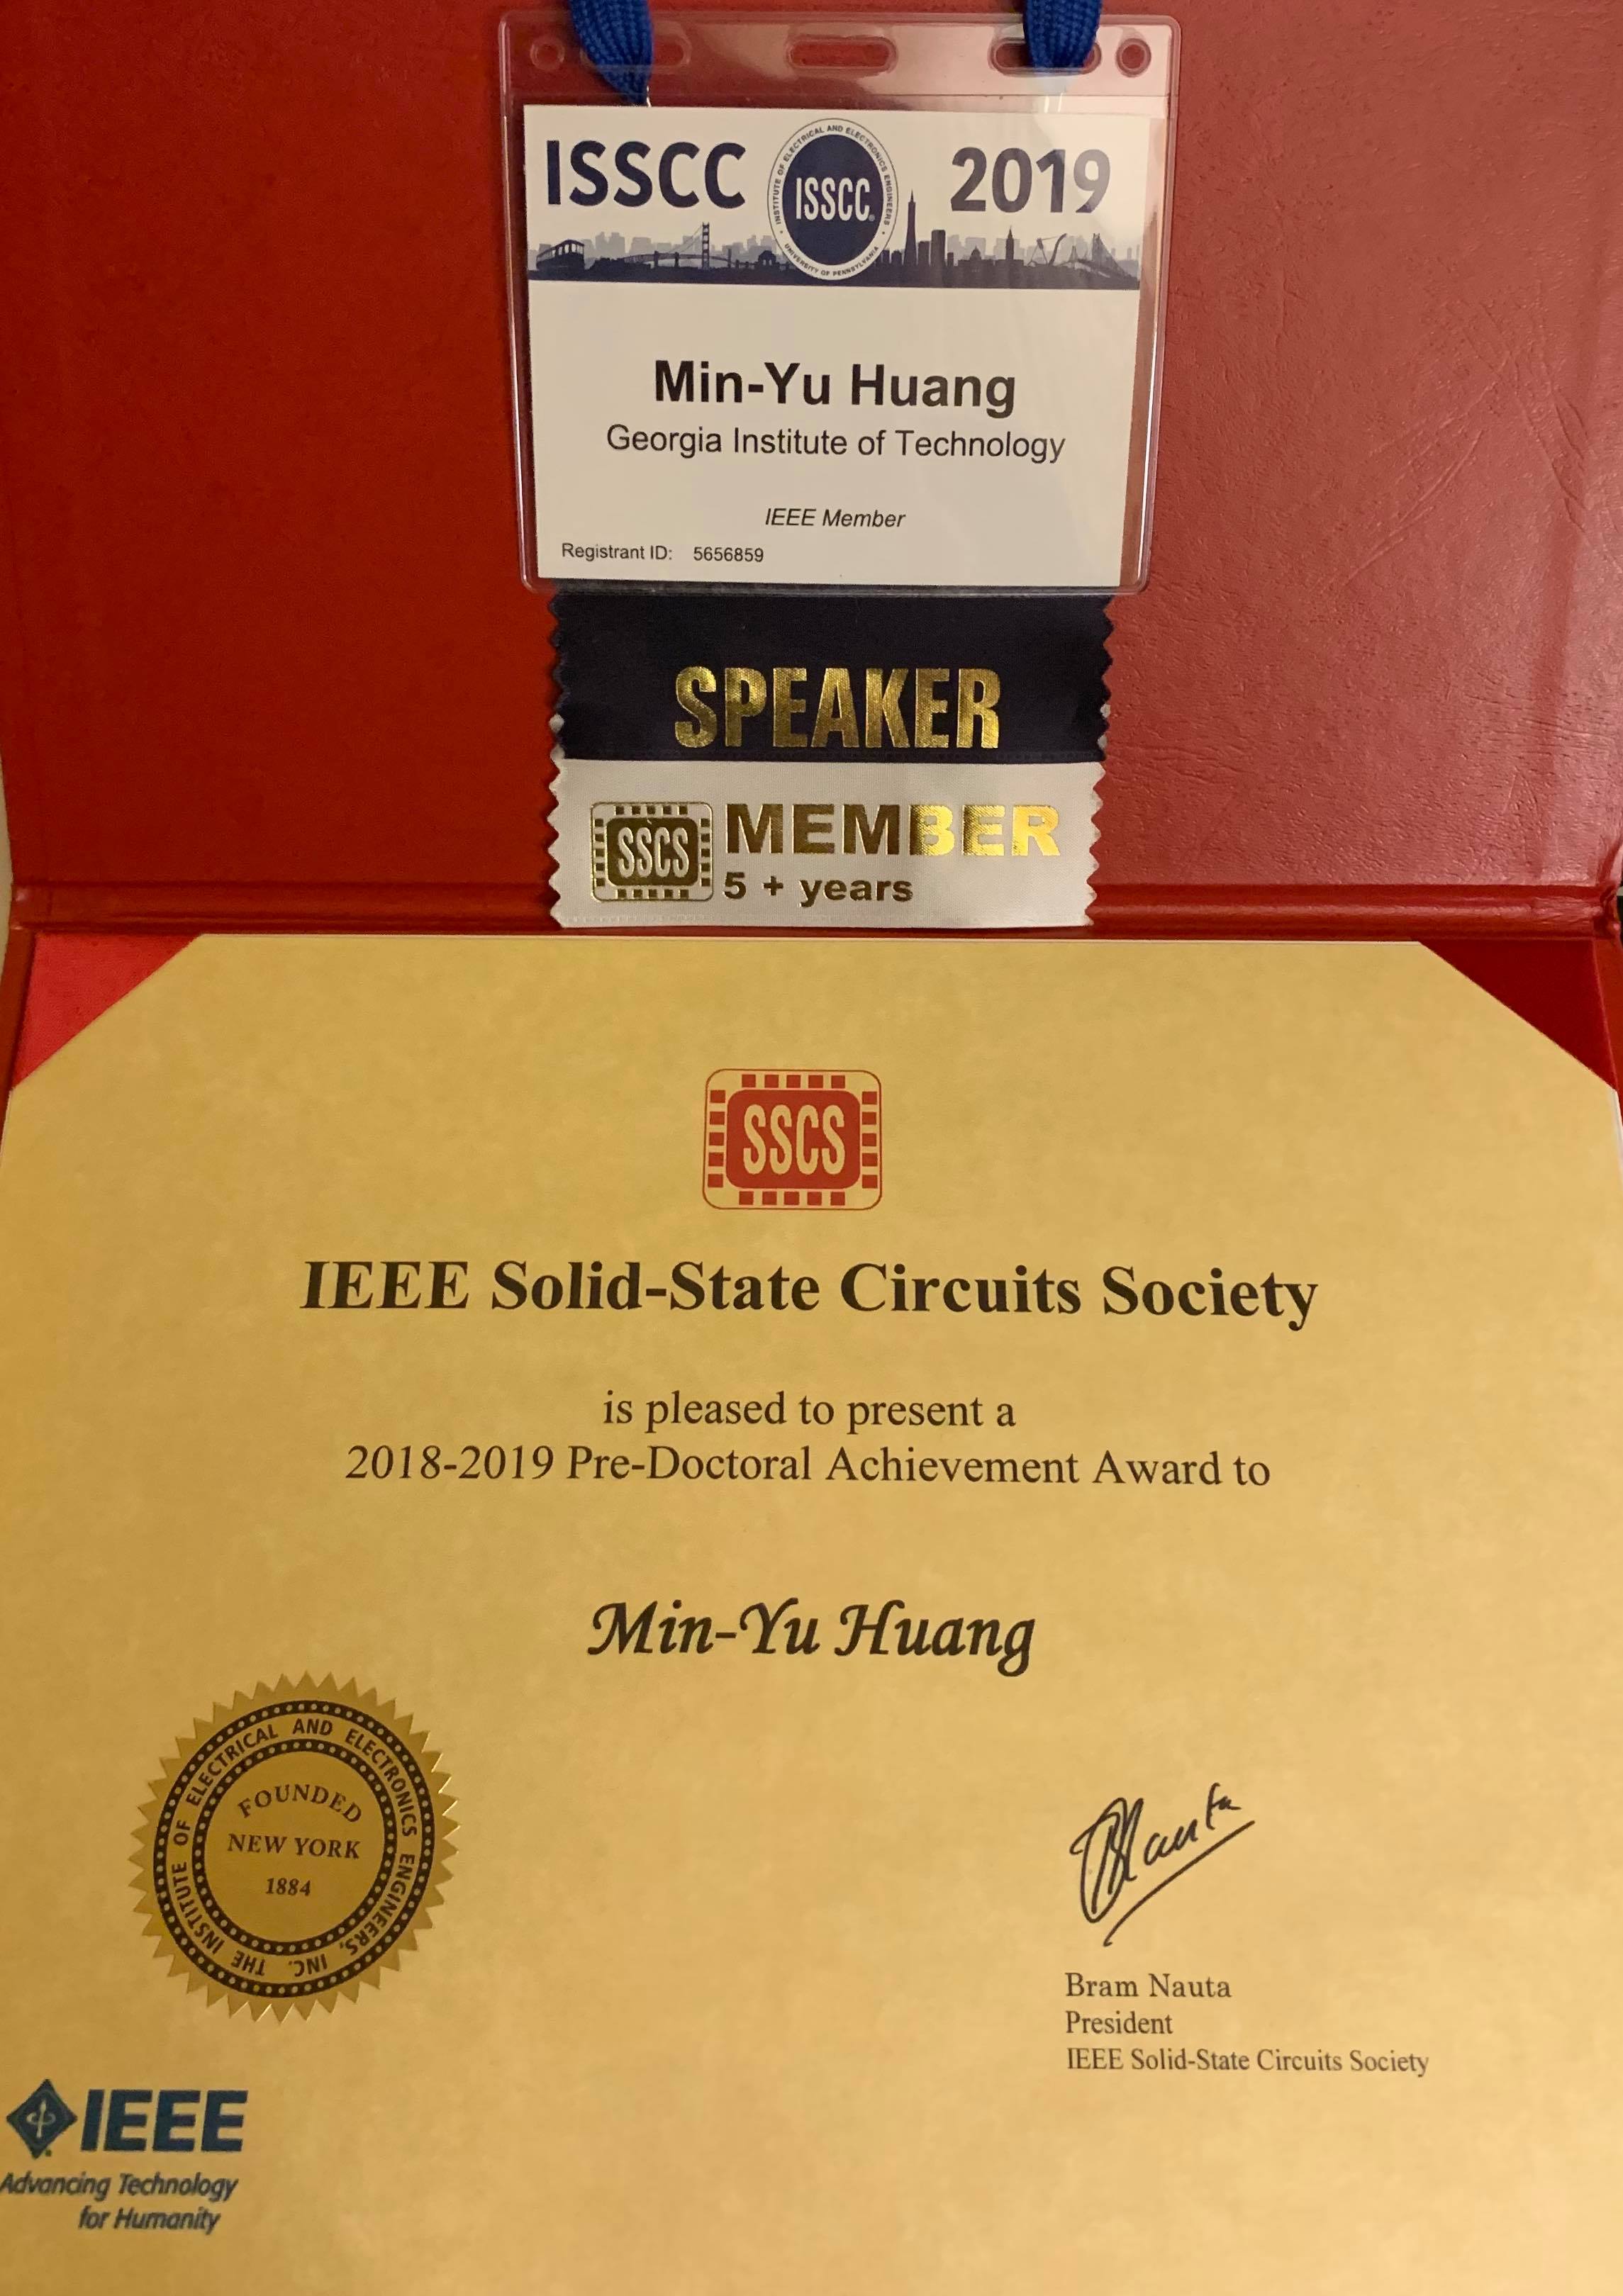 ISSCC 2019
INSTITUTE OF ELECTRICAL AND ELECTRONICS ENGINEERS
ISSCC®
UNIVERSITY OF PENNSYLVANIA
Min-Yu Huang
Georgia Institute of Technology
IEEE Member
Registrant ID: 5656859
SPEAKER
SSCS MEMBER
5 + years
SSCS
IEEE Solid-State Circuits Society
is pleased to present a
2018-2019 Pre-Doctoral Achievement Award to
Min-Yu Huang
THE INSTITUTE OF ELECTRICAL AND ELECTRONICS ENGINEERS, INC.
FOUNDED
NEW YORK
1884
BNauta
Bram Nauta
President
IEEE Solid-State Circuits Society
IEEE
Advancing Technology
for Humanity